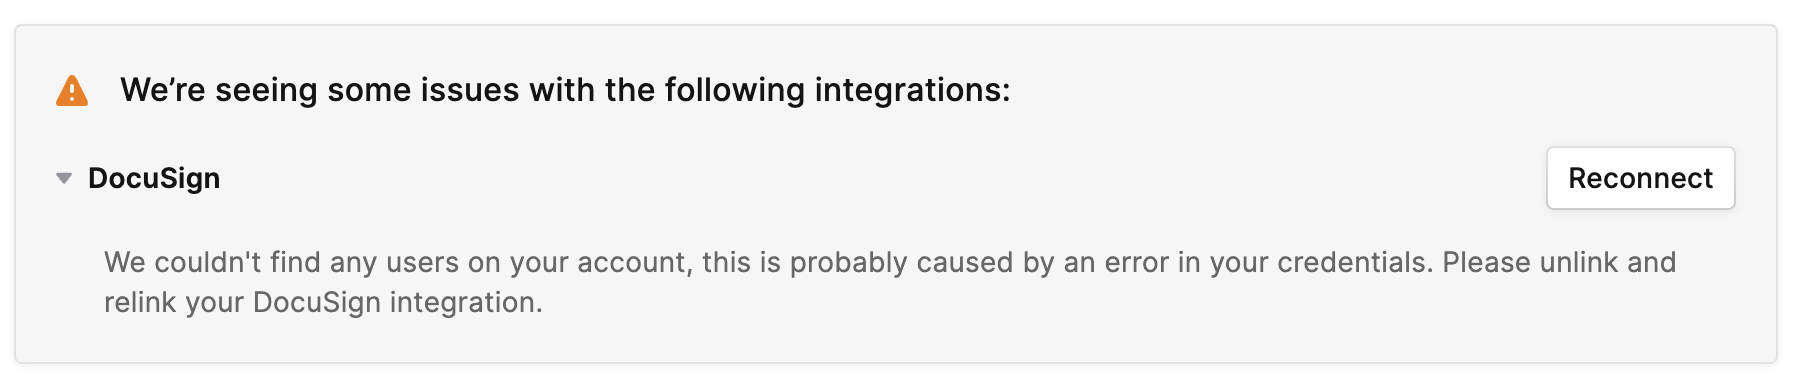 We’re seeing some issues with the following integrations:
DocuSign
Reconnect
We couldn't find any users on your account, this is probably caused by an error in your credentials. Please unlink and
relink your DocuSign integration.